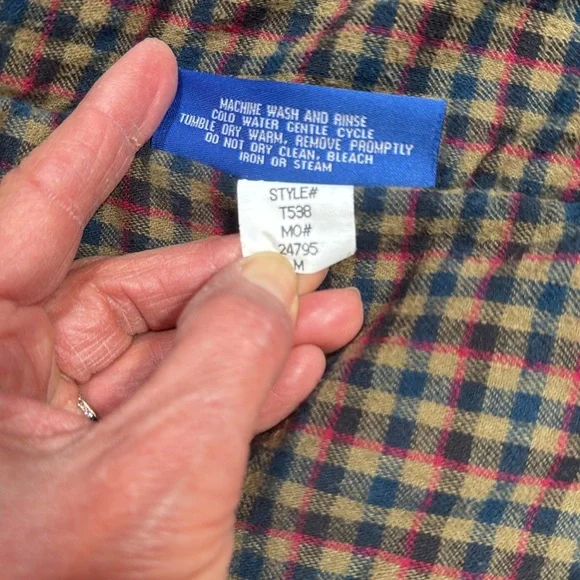 MACHINE WASH AND RINSE
COLD WATER GENTLE CYCLE
TUMBLE DRY WARM, REMOVE PROMPTLY
DO NOT DRY CLEAN, BLEACH
IRON OR STEAM
STYLE#
T538
MO#
24795
M